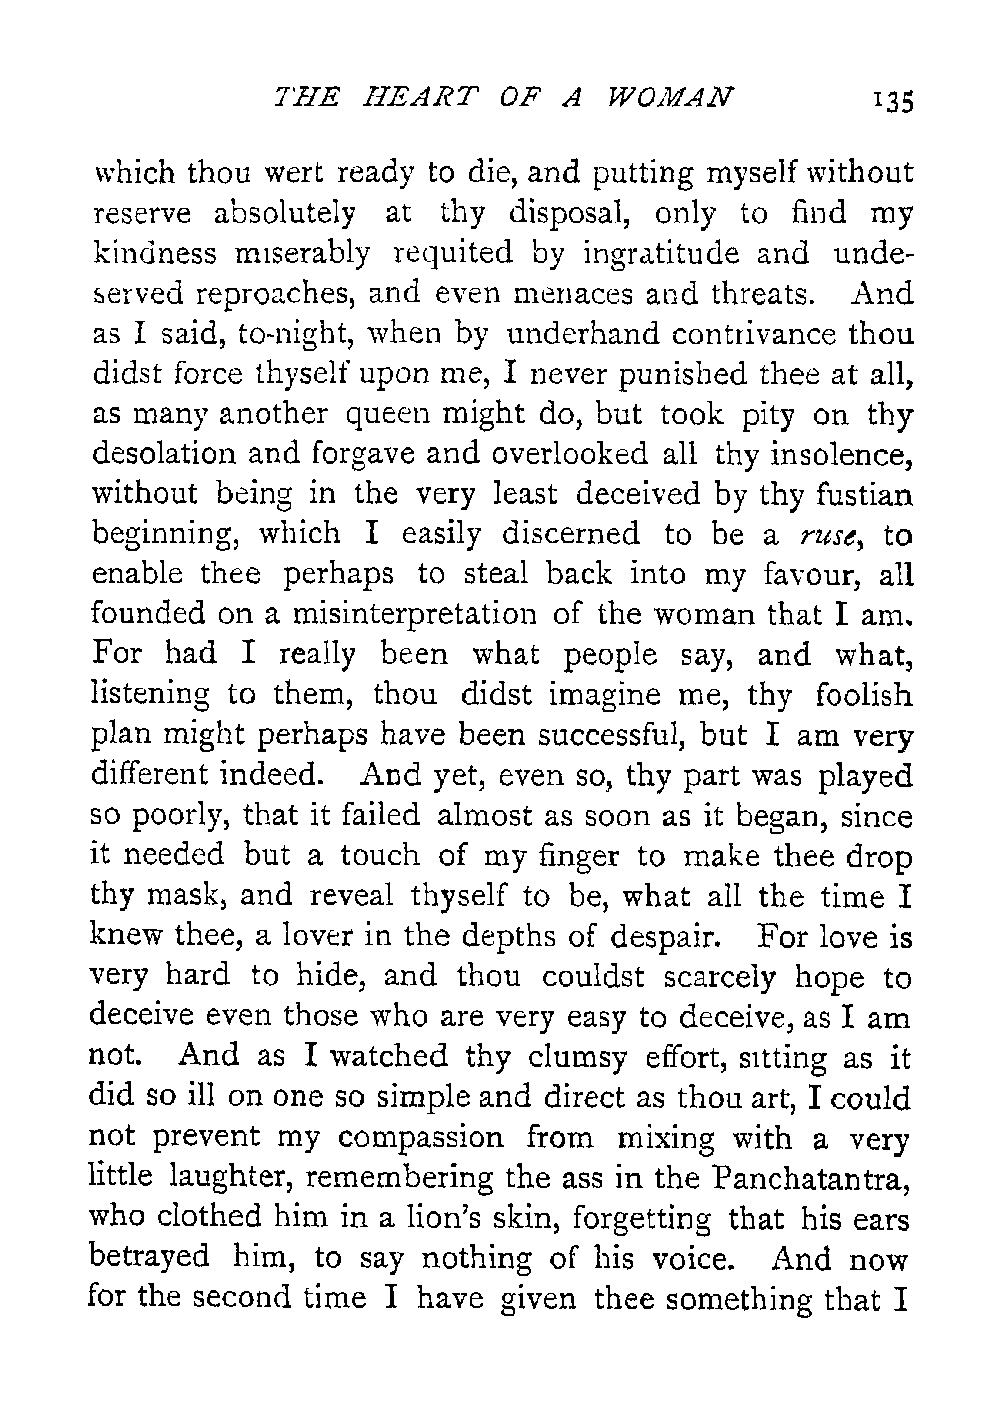 THE HEART OF A WOMAN 135
which thou wert ready to die, and putting myself without
reserve absolutely at thy disposal, only to find my
kindness miserably requited by ingratitude and unde-
served reproaches, and even menaces and threats. And
as I said, to-night, when by underhand contrivance thou
didst force thyself upon me, I never punished thee at all,
as many another queen might do, but took pity on thy
desolation and forgave and overlooked all thy insolence,
without being in the very least deceived by thy fustian
beginning, which I easily discerned to be a ruse, to
enable thee perhaps to steal back into my favour, all
founded on a misinterpretation of the woman that I am.
For had I really been what people say, and what,
listening to them, thou didst imagine me, thy foolish
plan might perhaps have been successful, but I am very
different indeed. And yet, even so, thy part was played
so poorly, that it failed almost as soon as it began, since
it needed but a touch of my finger to make thee drop
thy mask, and reveal thyself to be, what all the time I
knew thee, a lover in the depths of despair. For love is
very hard to hide, and thou couldst scarcely hope to
deceive even those who are very easy to deceive, as I am
not. And as I watched thy clumsy effort, sitting as it
did so ill on one so simple and direct as thou art, I could
not prevent my compassion from mixing with a very
little laughter, remembering the ass in the Panchatantra,
who clothed him in a lion's skin, forgetting that his ears
betrayed him, to say nothing of his voice. And now
for the second time I have given thee something that I